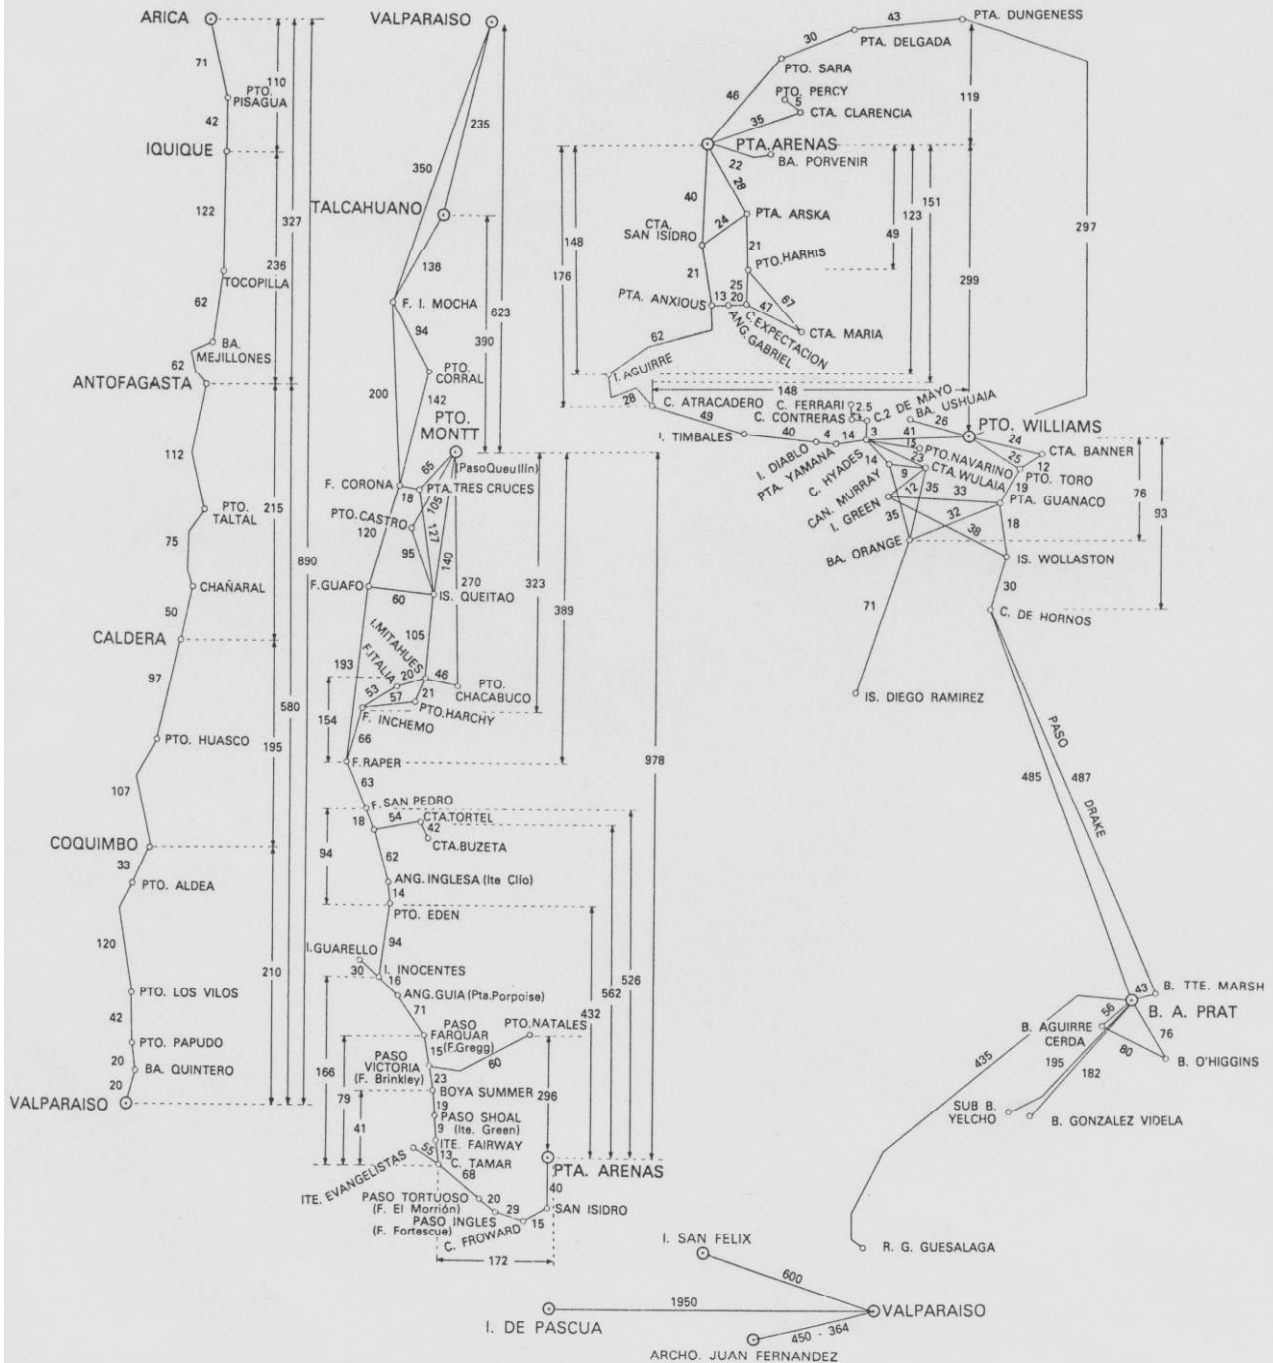 ARICA
71
110
PTO.
PISAGUA
42
IQUIQUE
122
327
236
TOCOPILLA
62
BA.
MEJILLONES
62
ANTOFAGASTA
112
PTO.
TALTAL
215
75
890
CHAÑARAL
50
CALDERA
97
580
195
PTO. HUASCO
107
COQUIMBO
33
PTO. ALDEA
120
210
PTO. LOS VILOS
42
PTO. PAPUDO
20
BA. QUINTERO
20
VALPARAISO
VALPARAISO
235
350
TALCAHUANO
136
F. I. MOCHA
623
390
94
PTO.
CORRAL
200
142
PTO.
MONTT
(Paso Queullín)
65
F. CORONA
18
PTA. TRES CRUCES
105
PTO. CASTRO
127
120
95
140
323
270
389
F. GUAFO
60
IS. QUEITAO
I. MITAHUES
105
F. ITALIA
193
20
46
53
57
21
PTO.
CHACABUCO
PTO. HARCHY
154
F. INCHEMO
66
978
F. RAPER
63
F. SAN PEDRO
18
54
CTA. TORTEL
42
CTA. BUZETA
94
62
ANG. INGLESA (Ite Clío)
14
PTO. EDEN
94
I. GUARELLO
30
I. INOCENTES
16
526
562
432
ANG. GUIA (Pta. Porpoise)
71
PASO
FARQUAR
(F. Gregg)
PTO. NATALES
15
PASO
VICTORIA
(F. Brinkley)
60
166
79
23
BOYA SUMMER
296
19
41
PASO SHOAL
(Ite. Green)
9
ITE. FAIRWAY
13
55
C. TAMAR
ITE. EVANGELISTAS
68
PTA. ARENAS
40
PASO TORTUOSO
(F. El Morrión)
20
SAN ISIDRO
PASO INGLES
(F. Fortescue)
29
15
C. FROWARD
172
PTA. DUNGENESS
43
PTA. DELGADA
30
PTO. SARA
46
PTO. PERCY
5
CTA. CLARENCIA
35
119
PTA. ARENAS
22
BA. PORVENIR
28
40
151
123
PTA. ARSKA
24
CTA.
SAN ISIDRO
148
49
297
21
PTO. HARRIS
176
21
299
25
67
PTA. ANXIOUS
13
20
47
C. EXPECTACION
ANG. GABRIEL
CTA. MARIA
62
I. AGUIRRE
28
148
C. ATRACADERO
C. FERRARI
2.5
C. CONTRERAS
C. 2 DE MAYO
BA. USHUAIA
49
26
PTO. WILLIAMS
I. TIMBALES
40
4
14
3
41
24
I. DIABLO
PTA. YAMANA
C. HYADES
15
PTO. NAVARINO
25
CTA. BANNER
12
14
23
CTA. WULAIA
PTO. TORO
CAN. MURRAY
9
19
I. GREEN
12
35
33
PTA. GUANACO
76
93
35
32
18
BA. ORANGE
38
IS. WOLLASTON
30
71
C. DE HORNOS
IS. DIEGO RAMIREZ
PASO
485
487
DRAKE
43
B. TTE. MARSH
B. A. PRAT
56
B. AGUIRRE
CERDA
76
80
B. O'HIGGINS
435
195
182
SUB B.
YELCHO
B. GONZALEZ VIDELA
R. G. GUESALAGA
I. SAN FELIX
600
1950
VALPARAISO
I. DE PASCUA
450 - 364
ARCHO. JUAN FERNANDEZ